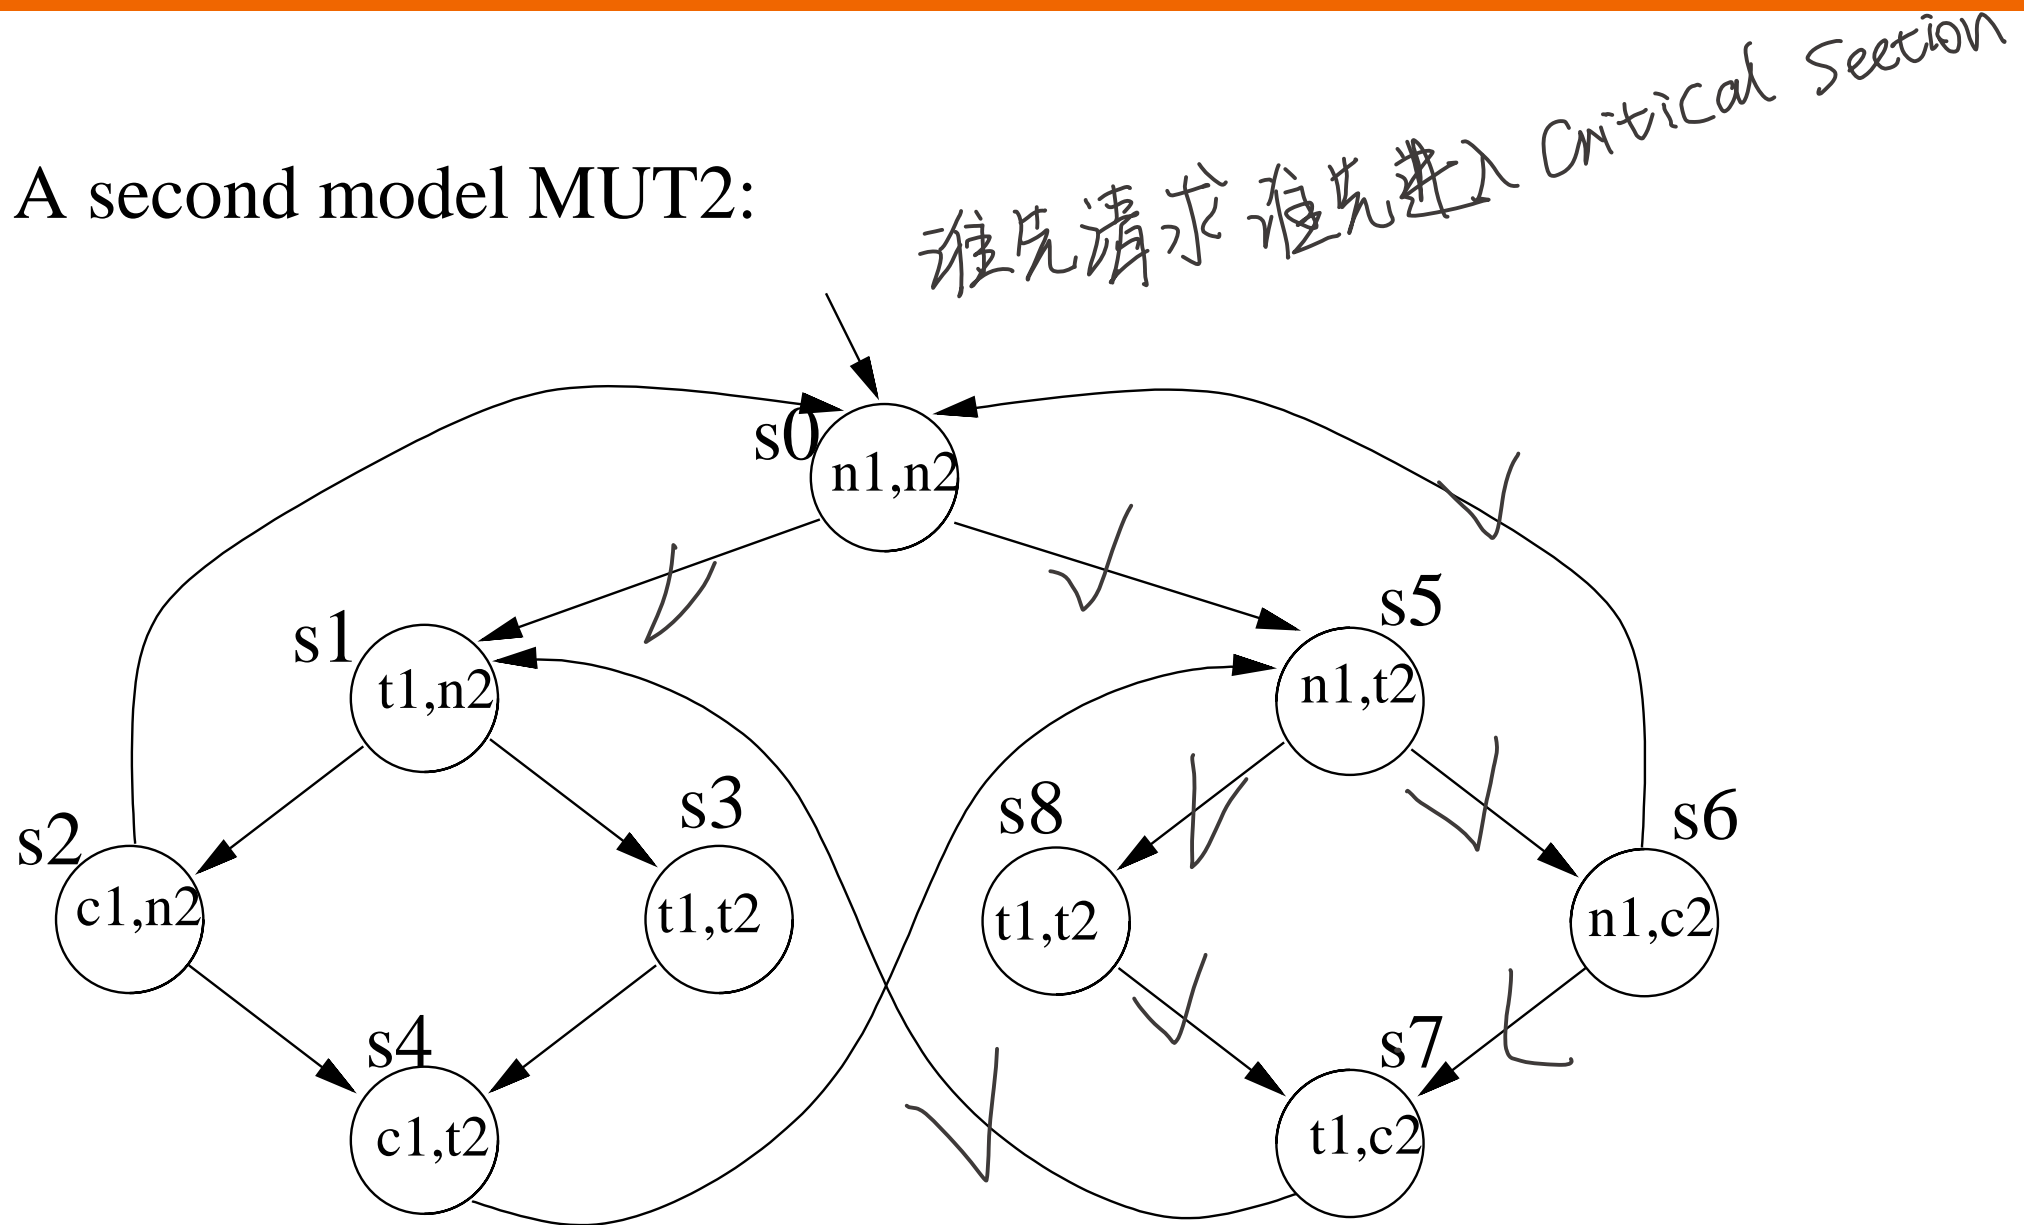 谁先请求 谁先进入 Critical Section
A second model MUT2:
s0
n1,n2
s1
t1,n2
s5
n1,t2
s2
c1,n2
s3
t1,t2
s8
t1,t2
s6
n1,c2
s4
c1,t2
s7
t1,c2